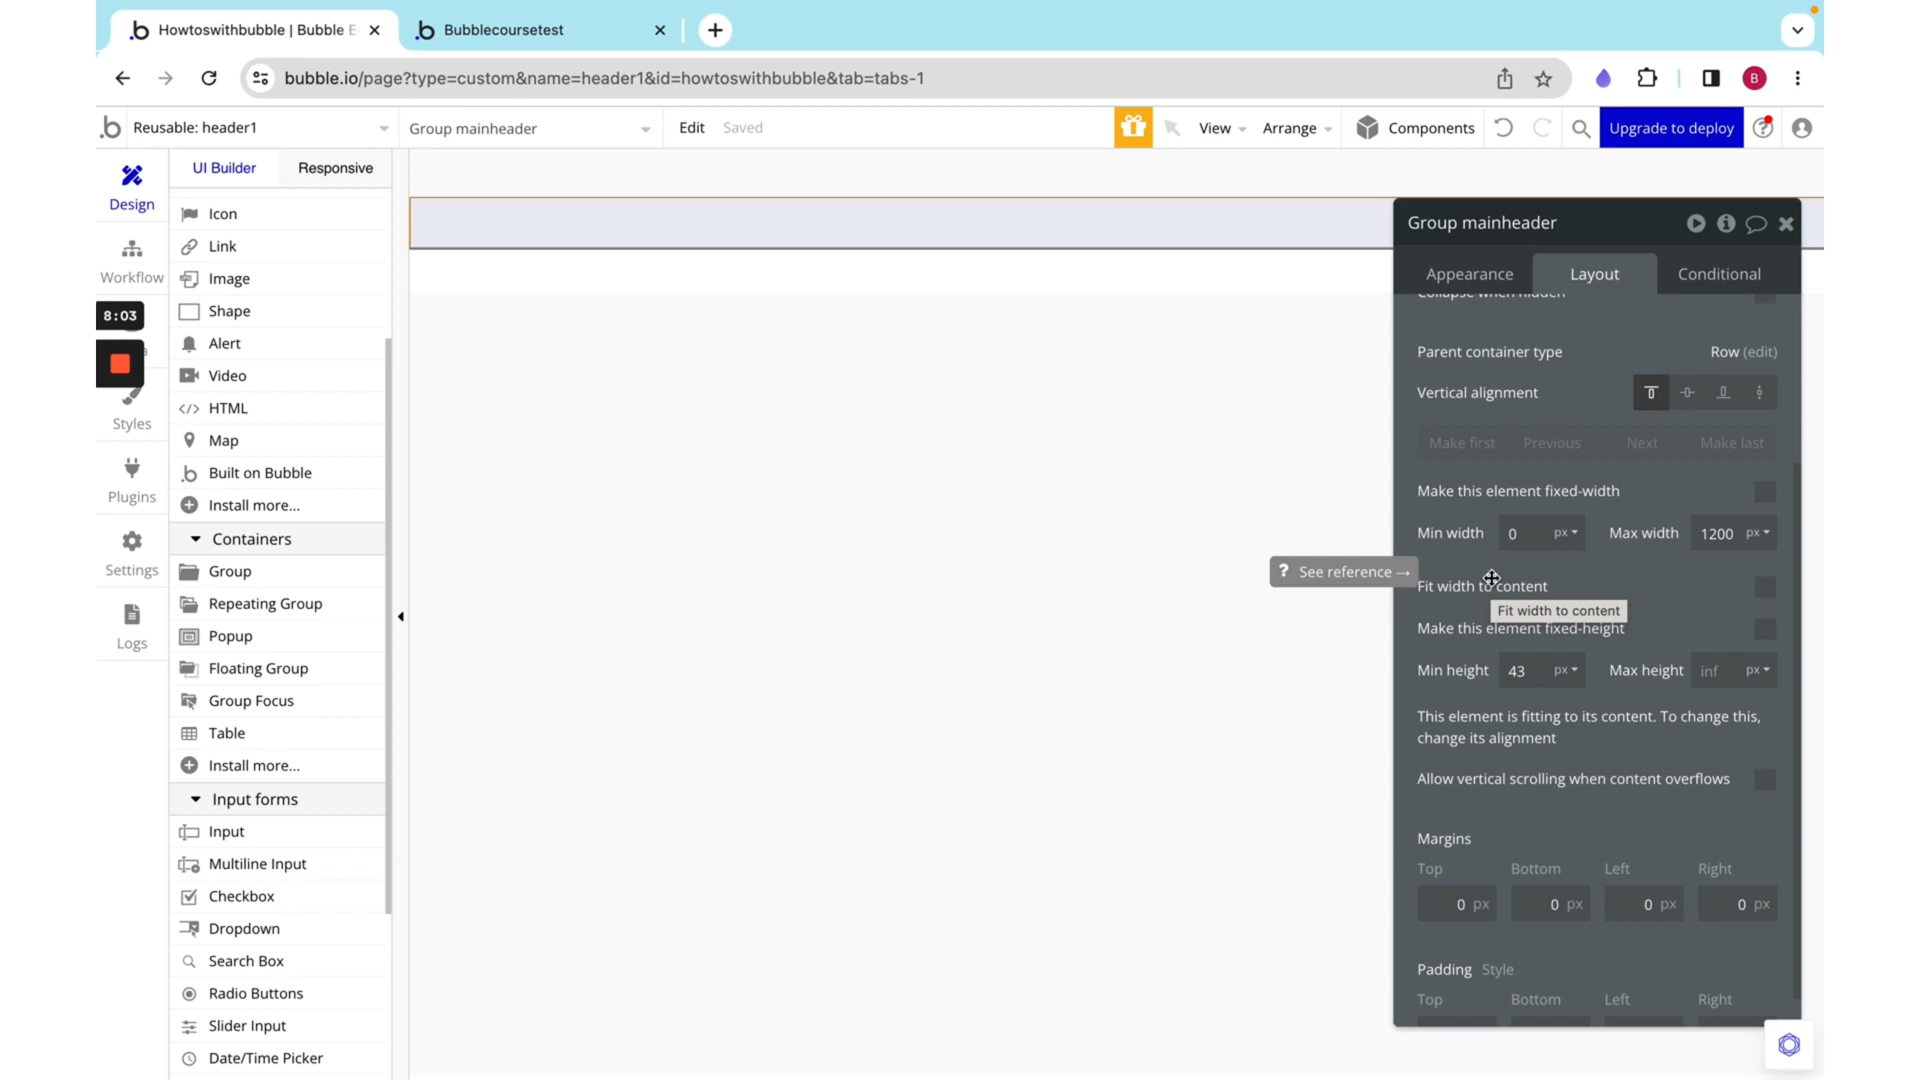 Howtoswithbubble | Bubble E
Bubblecoursetest
bubble.io/page?type=custom&name=header1&id=howtoswithbubble&tab=tabs-1
B
Reusable: header1
Group mainheader
Edit
Saved
View
Arrange
Components
Upgrade to deploy
UI Builder
Responsive
Design
Workflow
8:03
Styles
Plugins
Settings
Logs
Icon
Link
Image
Shape
Alert
Video
HTML
Map
Built on Bubble
Install more...
Containers
Group
Repeating Group
Popup
Floating Group
Group Focus
Table
Install more...
Input forms
Input
Multiline Input
Checkbox
Dropdown
Search Box
Radio Buttons
Slider Input
Date/Time Picker
Group mainheader
Appearance
Layout
Conditional
Collapse when hidden
Parent container type
Row (edit)
Vertical alignment
Make first
Previous
Next
Make last
Make this element fixed-width
Min width
0 px
Max width
1200 px
? See reference →
Fit width to content
Fit width to content
Make this element fixed-height
Min height
43 px
Max height
inf px
This element is fitting to its content. To change this,
change its alignment
Allow vertical scrolling when content overflows
Margins
Top
Bottom
Left
Right
0 px
0 px
0 px
0 px
Padding Style
Top
Bottom
Left
Right